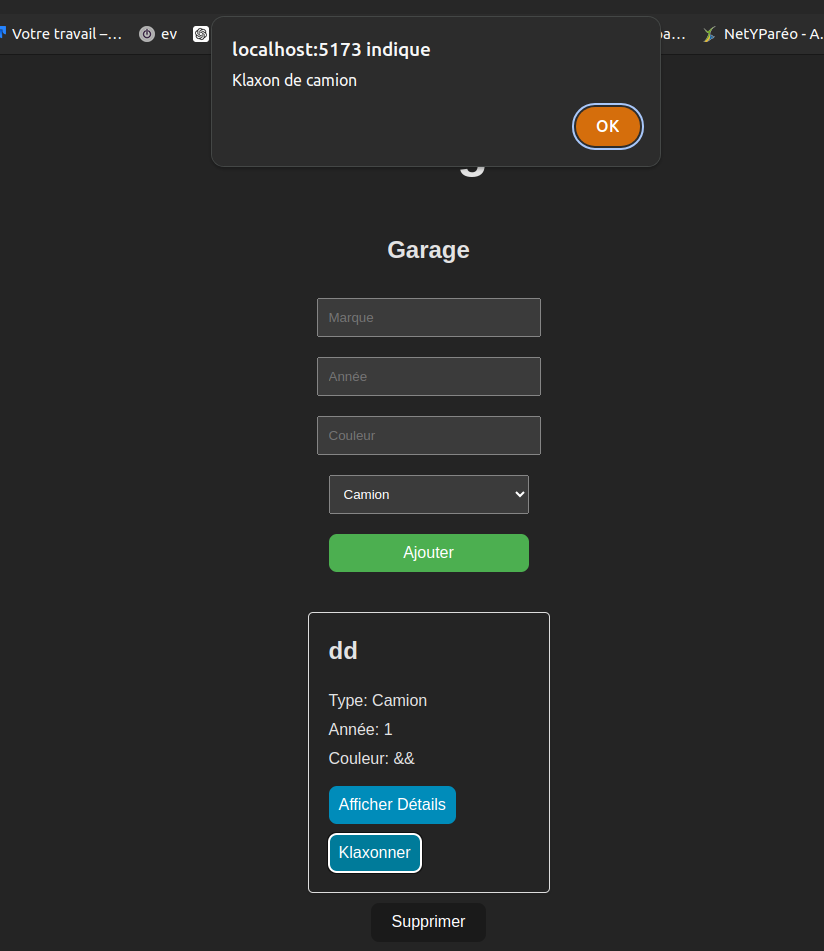 Votre travail –...
ev
NetYParéo - A.
localhost:5173 indique
Klaxon de camion
OK
Garage
Marque
Année
Couleur
Camion
Ajouter
dd
Type: Camion
Année: 1
Couleur: &&
Afficher Détails
Klaxonner
Supprimer